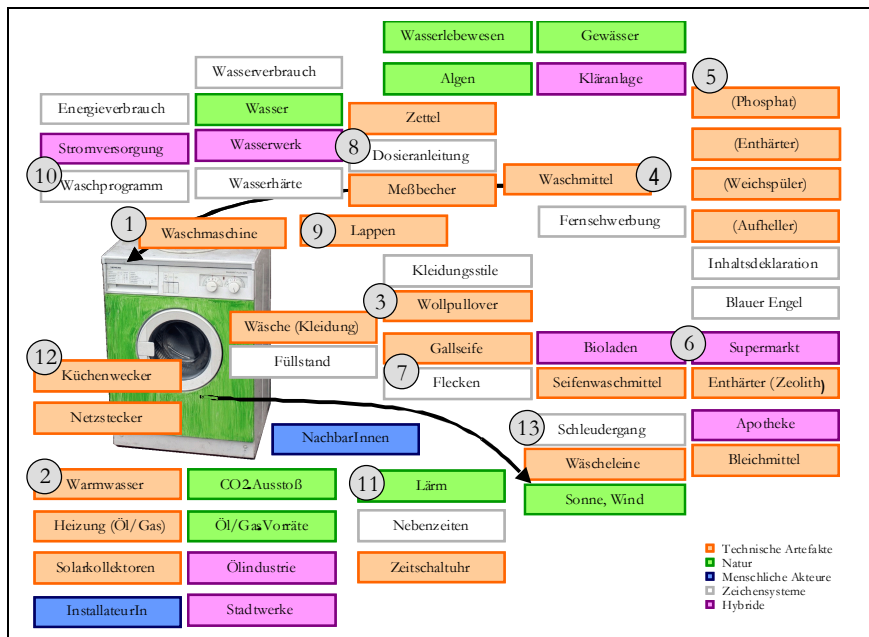 Wasserlebewesen
Gewässer
Wasserverbrauch
Algen
Kläranlage
5
(Phosphat)
Energieverbrauch
Wasser
Zettel
(Enthärter)
Stromversorgung
Wasserwerk
8
Dosieranleitung
10
Waschprogramm
Wasserhärte
Meßbecher
Waschmittel
4
(Weichspüler)
1
Waschmaschine
9
Lappen
Fernsehwerbung
(Aufheller)
Kleidungsstile
Inhaltsdeklaration
3
Wollpullover
Blauer Engel
Wäsche (Kleidung)
12
Füllstand
Gallseife
Bioladen
6
Supermarkt
Küchenwecker
7
Flecken
Seifenwaschmittel
Enthärter (Zeolith)
Netzstecker
NachbarInnen
13
Schleudergang
Apotheke
Wäscheleine
Bleichmittel
2
Warmwasser
CO2-Ausstoß
11
Lärm
Sonne, Wind
Heizung (Öl/Gas)
Öl/Gas-Vorräte
Nebenzeiten
Solarkollektoren
Ölindustrie
Zeitschaltuhr
InstallateurIn
Stadtwerke
Technische Artefakte
Natur
Menschliche Akteure
Zeichensysteme
Hybride